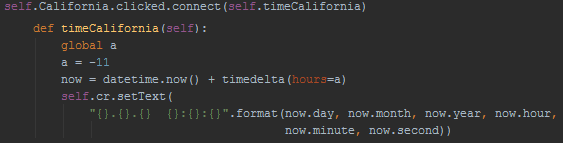 self.California.clicked.connect(self.timeCalifornia)
def timeCalifornia(self):
global a
a = -11
now = datetime.now() + timedelta(hours=a)
self.cr.setText(
"{}.{}.{}  {}:{}:{}".format(now.day, now.month, now.year, now.hour,
now.minute, now.second))